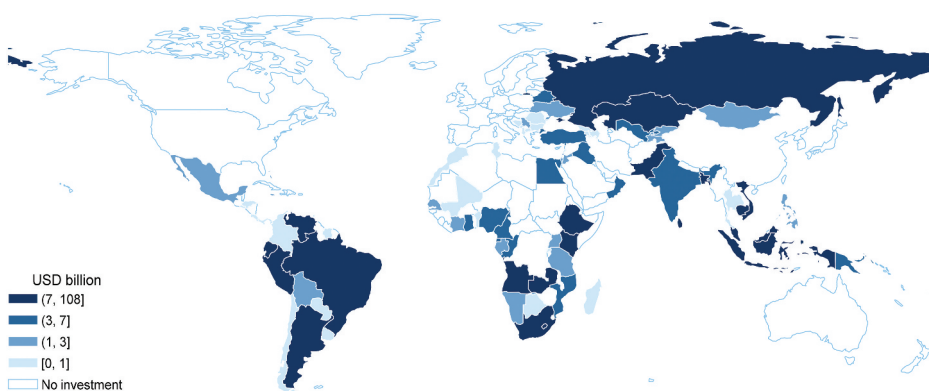 USD billion
(7, 108]
(3, 7]
(1, 3]
[0, 1]
No investment